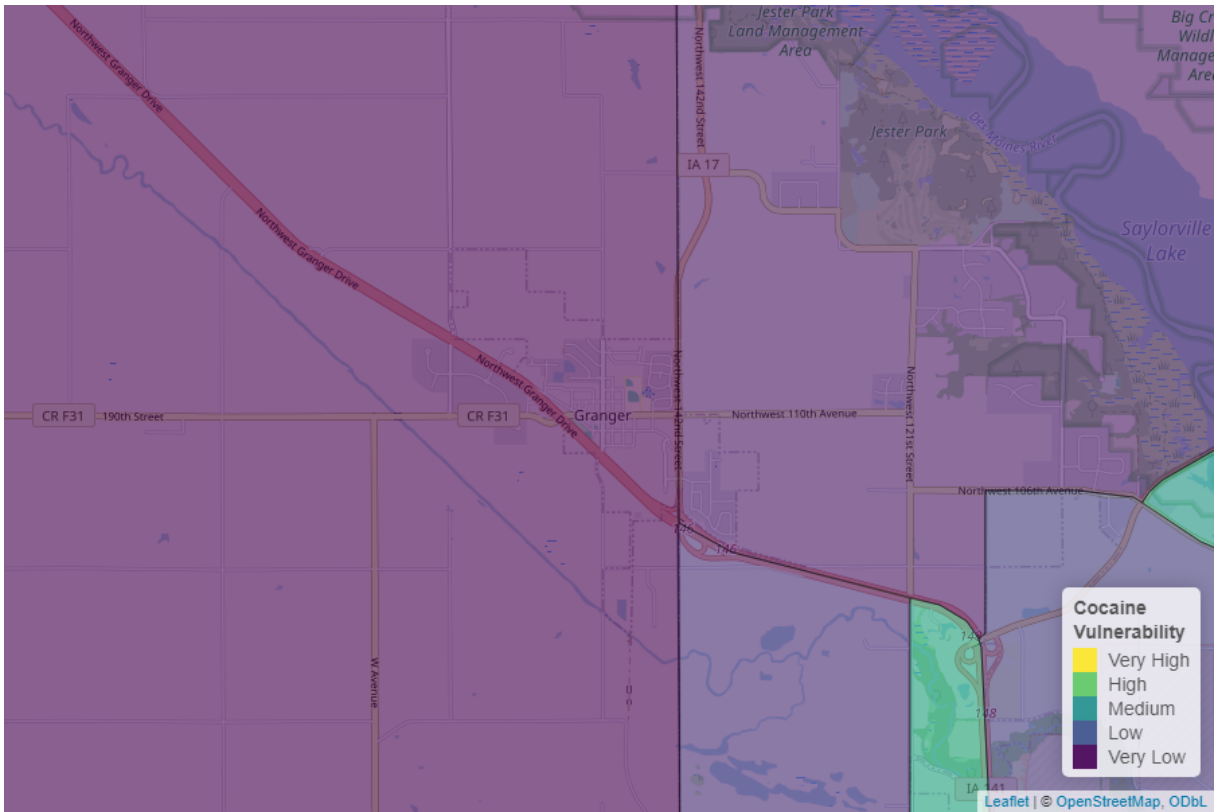 Jester Park
Land Management
Area
Big Cr
Wildl
Manage
Area
Northwest Granger Drive
Northwest 142nd Street
Des Moines River
Jester Park
IA 17
Northwest Granger Drive
Saylorville
Lake
Northwest Granger Drive
Northwest 142nd Street
Northwest 121st Street
CR F31
190th Street
CR F31
Granger
Northwest 110th Avenue
Northwest 106th Avenue
146
146
148
148
W Avenue
IA 141
Cocaine
Vulnerability
Very High
High
Medium
Low
Very Low
Leaflet | © OpenStreetMap, ODbL